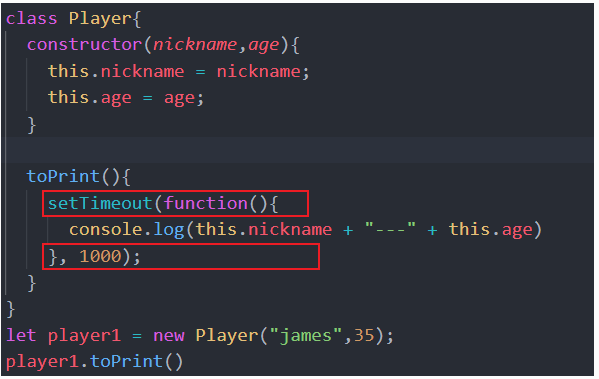 class Player{
constructor(nickname,age){
this.nickname = nickname;
this.age = age;
}
toPrint(){
setTimeout(function(){
console.log(this.nickname + "---" + this.age)
}, 1000);
}
}
let player1 = new Player("james",35);
player1.toPrint()